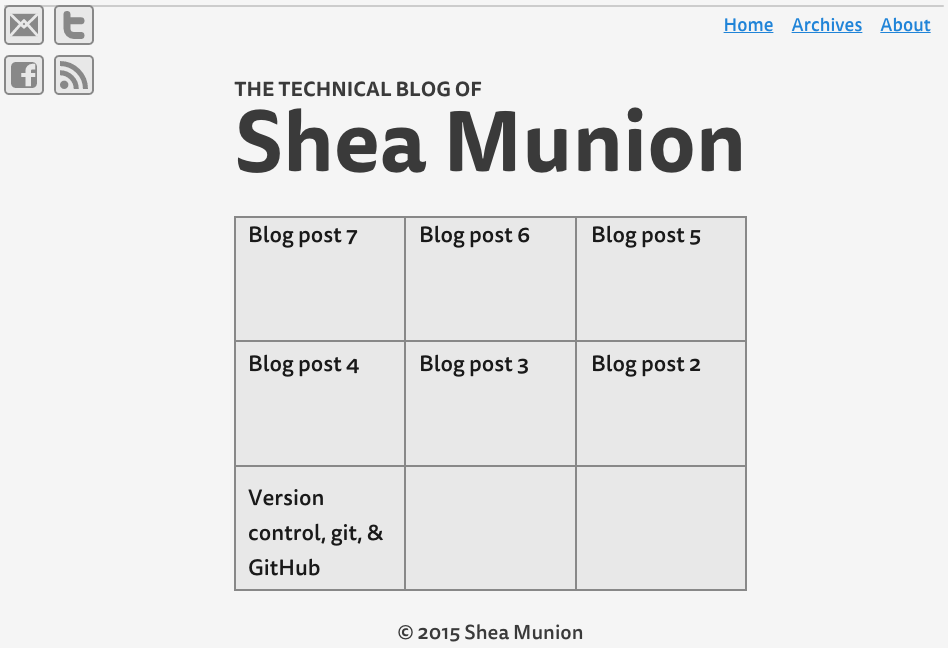 Home Archives About
THE TECHNICAL BLOG OF
Shea Munion
Blog post 7
Blog post 6
Blog post 5
Blog post 4
Blog post 3
Blog post 2
Version
control, git, &
GitHub
© 2015 Shea Munion